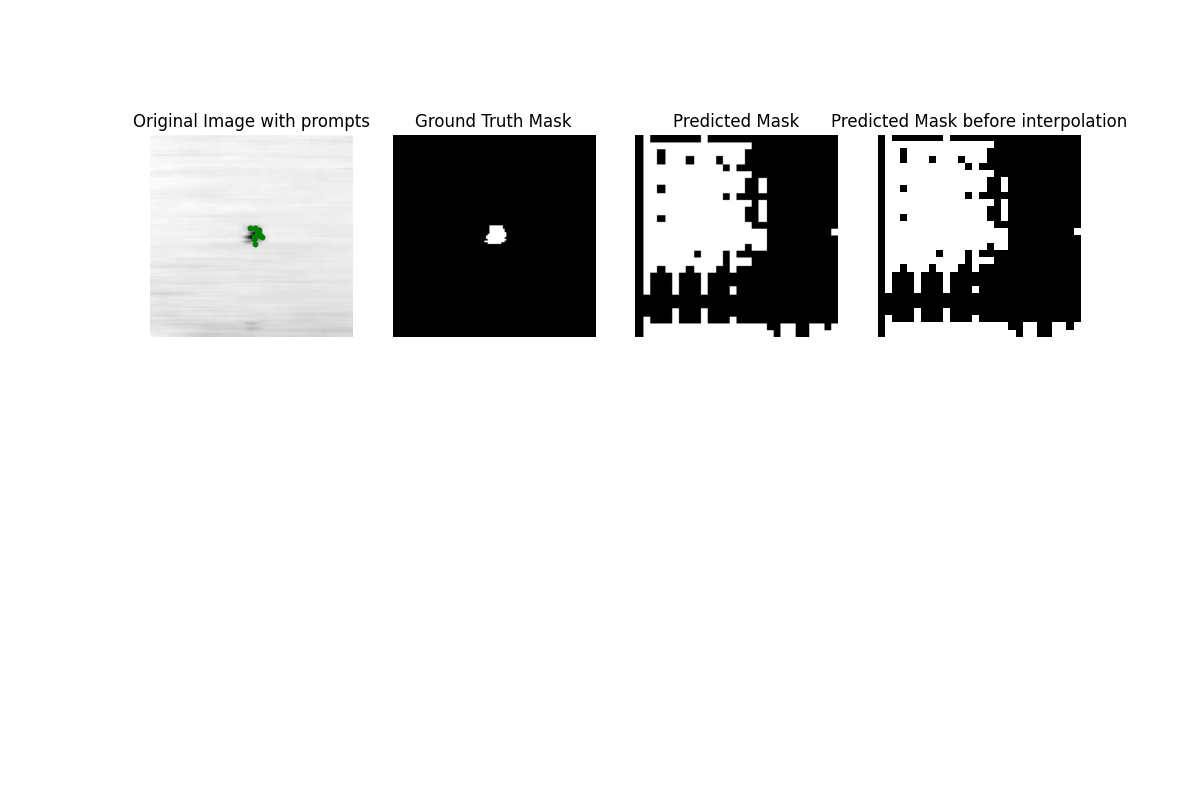 Original Image with prompts
Ground Truth Mask
Predicted Mask
Predicted Mask before interpolation